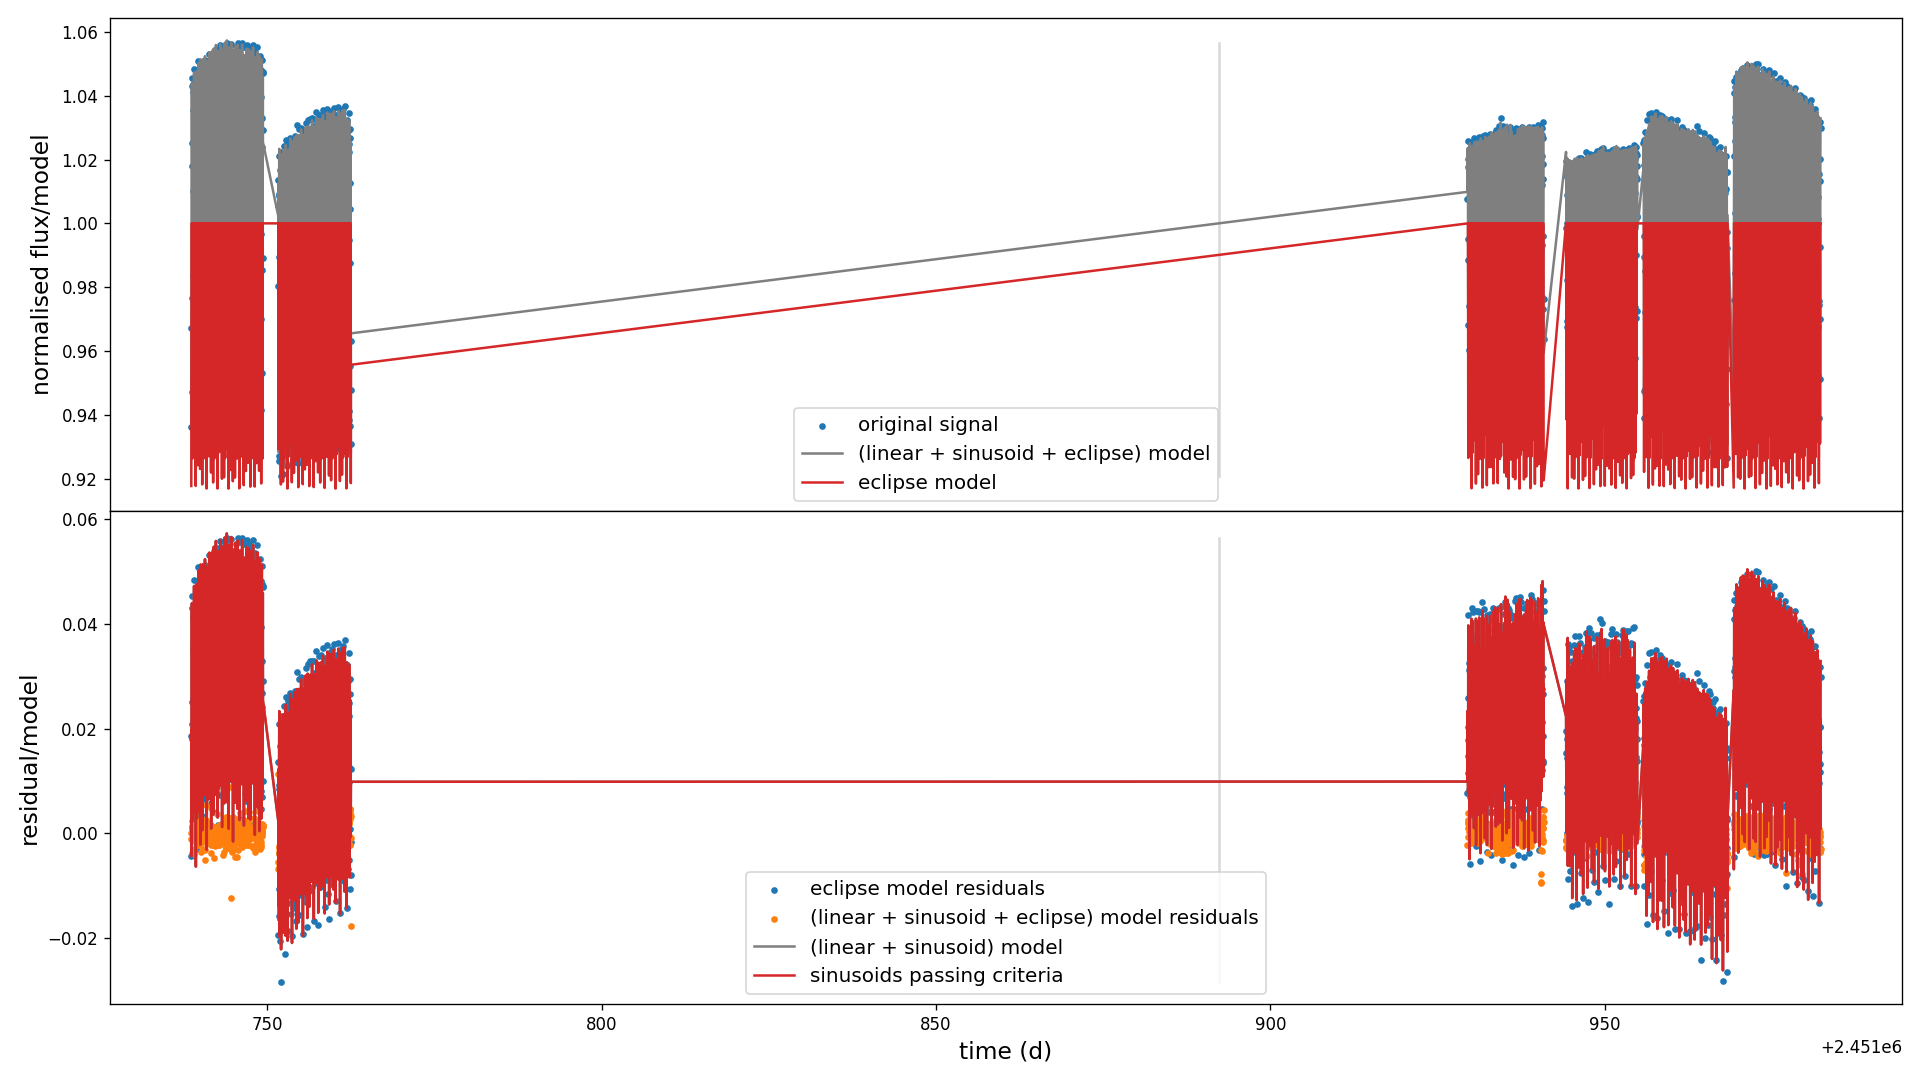 1.06
1.04
1.02
1.00
0.98
0.96
0.94
0.92
normalised flux/model
original signal
(linear + sinusoid + eclipse) model
eclipse model
0.06
0.04
0.02
0.00
−0.02
residual/model
eclipse model residuals
(linear + sinusoid + eclipse) model residuals
(linear + sinusoid) model
sinusoids passing criteria
750
800
850
900
950
time (d)
+2.451e6